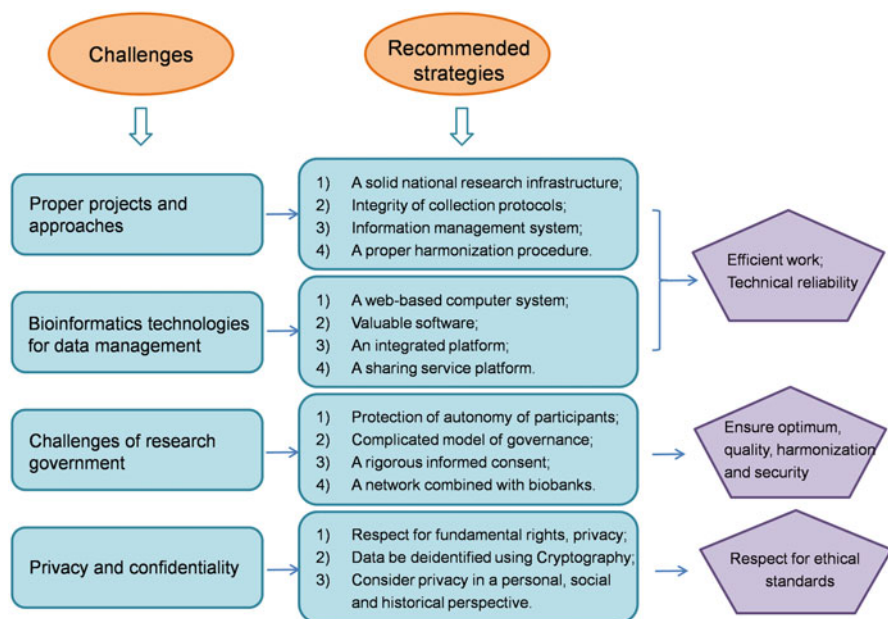 Challenges
Recommended
strategies
Proper projects and
approaches
1) A solid national research infrastructure;
2) Integrity of collection protocols;
3) Information management system;
4) A proper harmonization procedure.
Efficient work;
Technical reliability
Bioinformatics technologies
for data management
1) A web-based computer system;
2) Valuable software;
3) An integrated platform;
4) A sharing service platform.
Challenges of research
government
1) Protection of autonomy of participants;
2) Complicated model of governance;
3) A rigorous informed consent;
4) A network combined with biobanks.
Ensure optimum,
quality, harmonization
and security
Privacy and confidentiality
1) Respect for fundamental rights, privacy;
2) Data be deidentified using Cryptography;
3) Consider privacy in a personal, social
and historical perspective.
Respect for ethical
standards